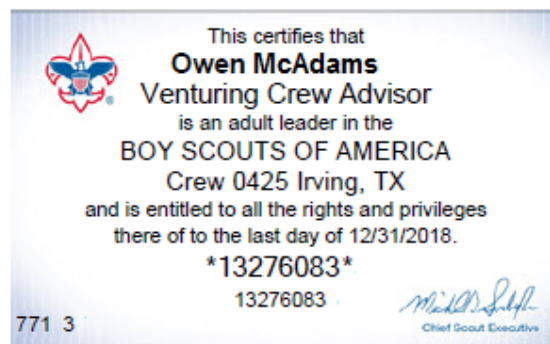 This certifies that
Owen McAdams
Venturing Crew Advisor
is an adult leader in the
BOY SCOUTS OF AMERICA
Crew 0425 Irving, TX
and is entitled to all the rights and privileges
there of to the last day of 12/31/2018.
*13276083*
13276083
771 3
Chief Scout Executive